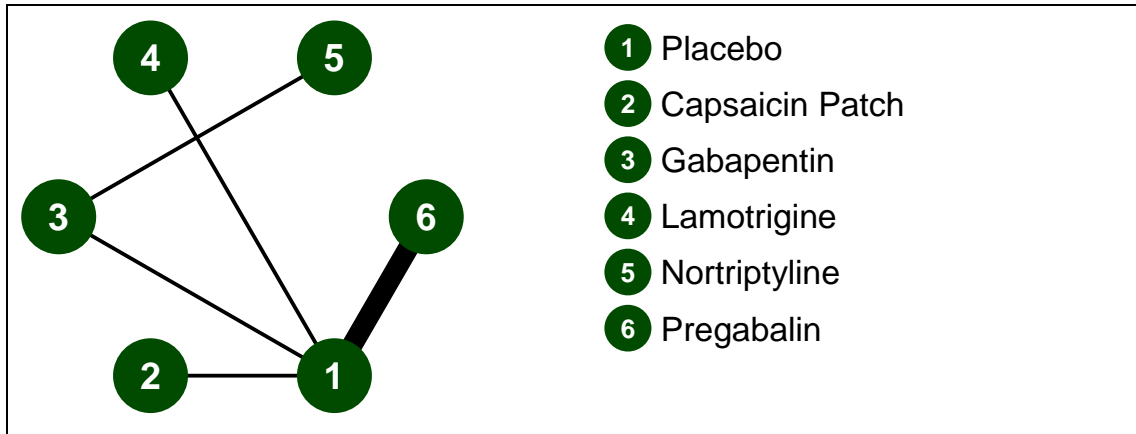 4 5
3 6
2 1
1 Placebo
2 Capsaicin Patch
3 Gabapentin
4 Lamotrigine
5 Nortriptyline
6 Pregabalin